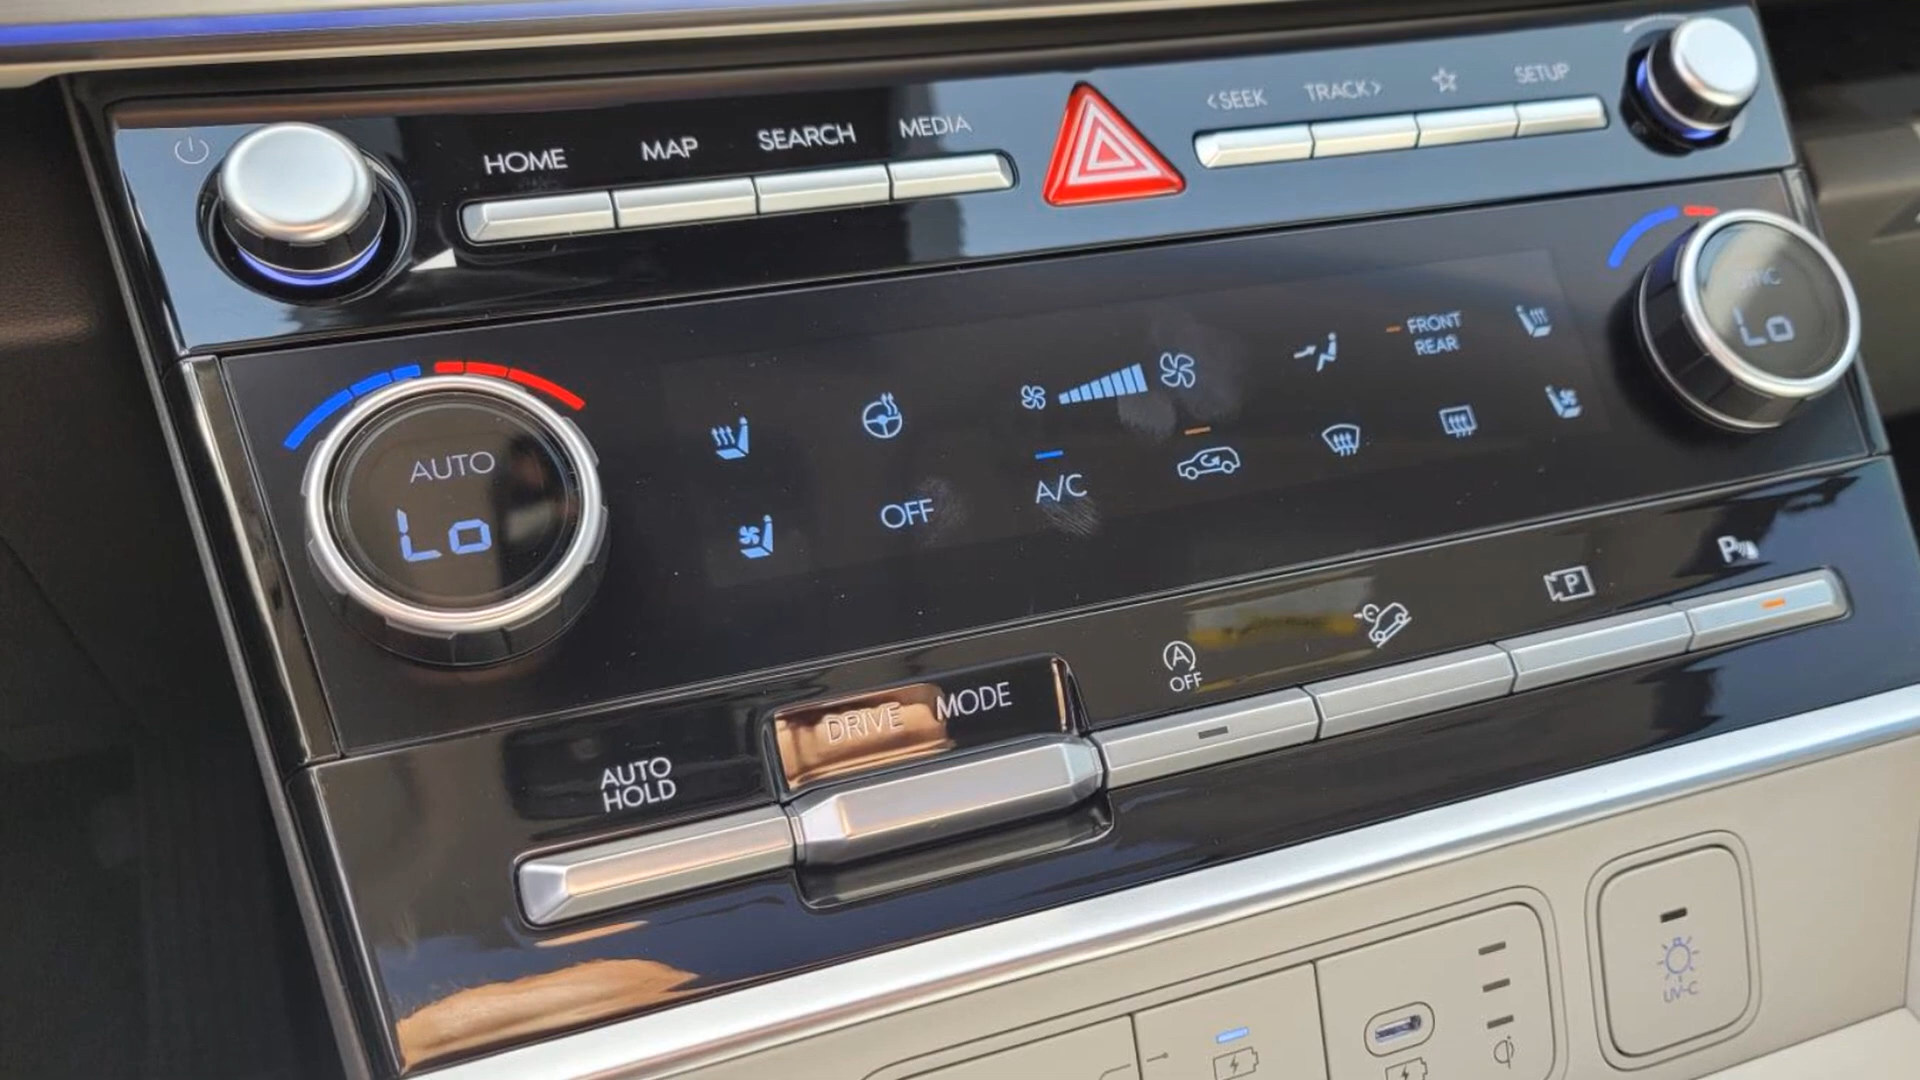 HOME
MAP
SEARCH
MEDIA
<SEEK
TRACK>
SETUP
AUTO
Lo
FRONT
REAR
SYNC
Lo
OFF
A/C
AUTO
HOLD
DRIVE MODE
A
OFF
P
P
UV-C